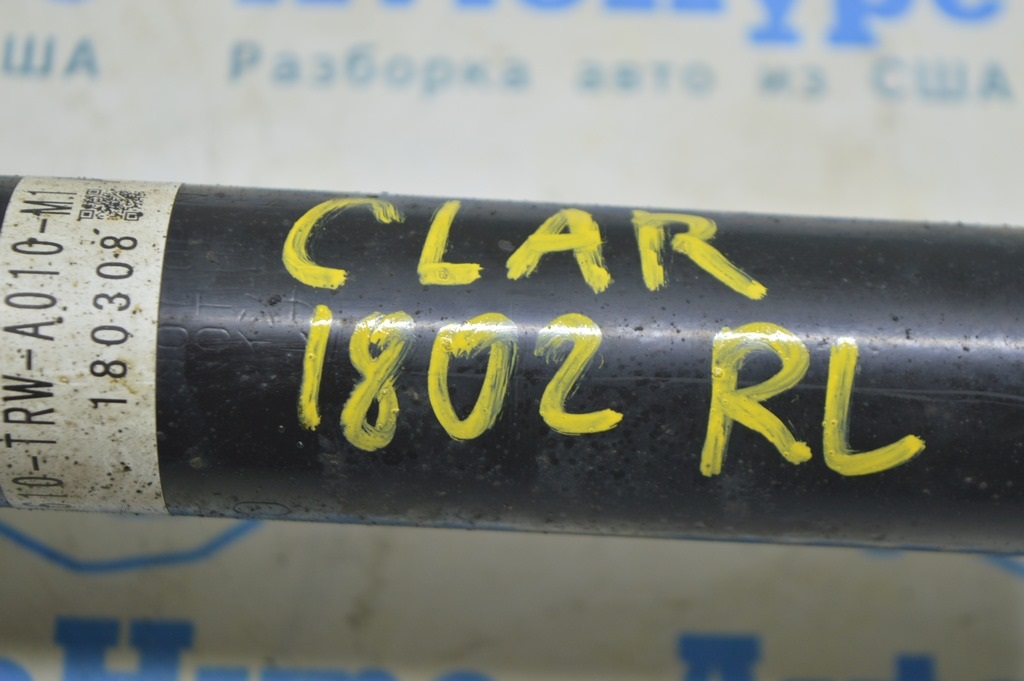 США
Разборка авто из США
10-TRW-A010-M1
180308
CLAR
1802 RL